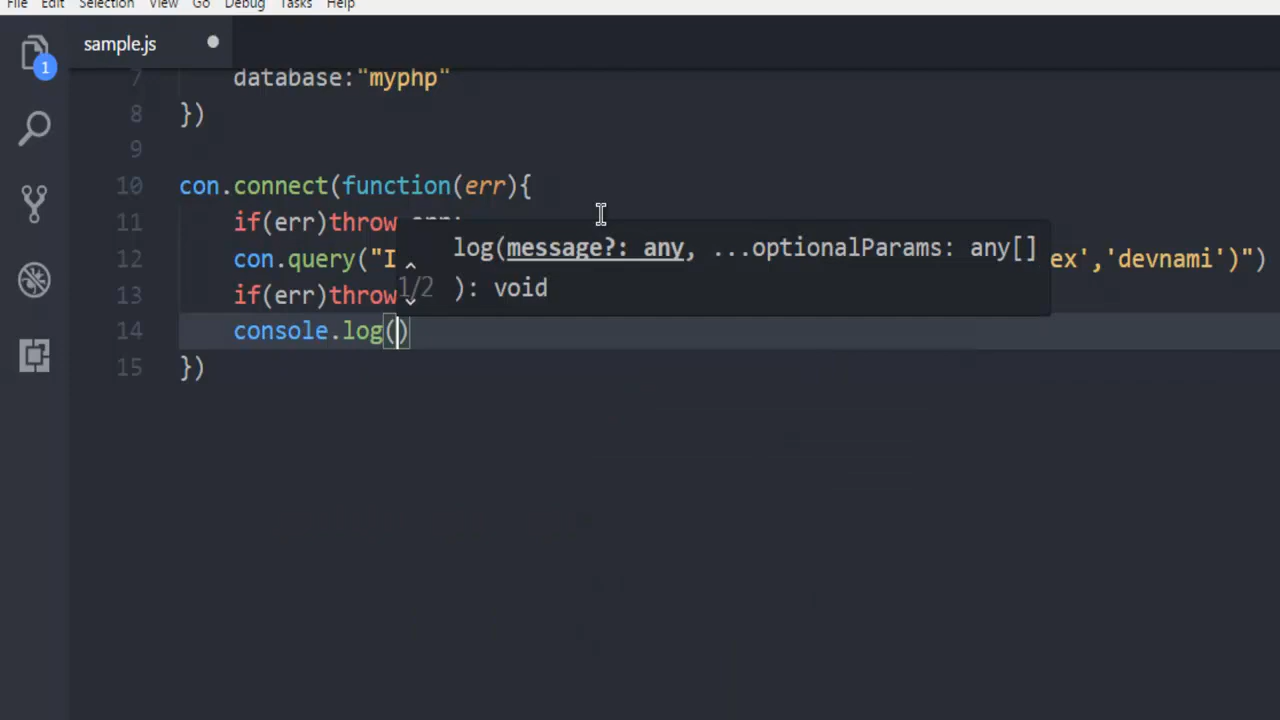 File Edit Selection View Go Debug Tasks Help
sample.js
1
7 database:"myphp"
8 })
9
10 con.connect(function(err){
11 if(err)throw
log(message?: any, ...optionalParams: any[]
12 con.query("I ex','devnami')")
1/2 ): void
13 if(err)throw
14 console.log()
15 })